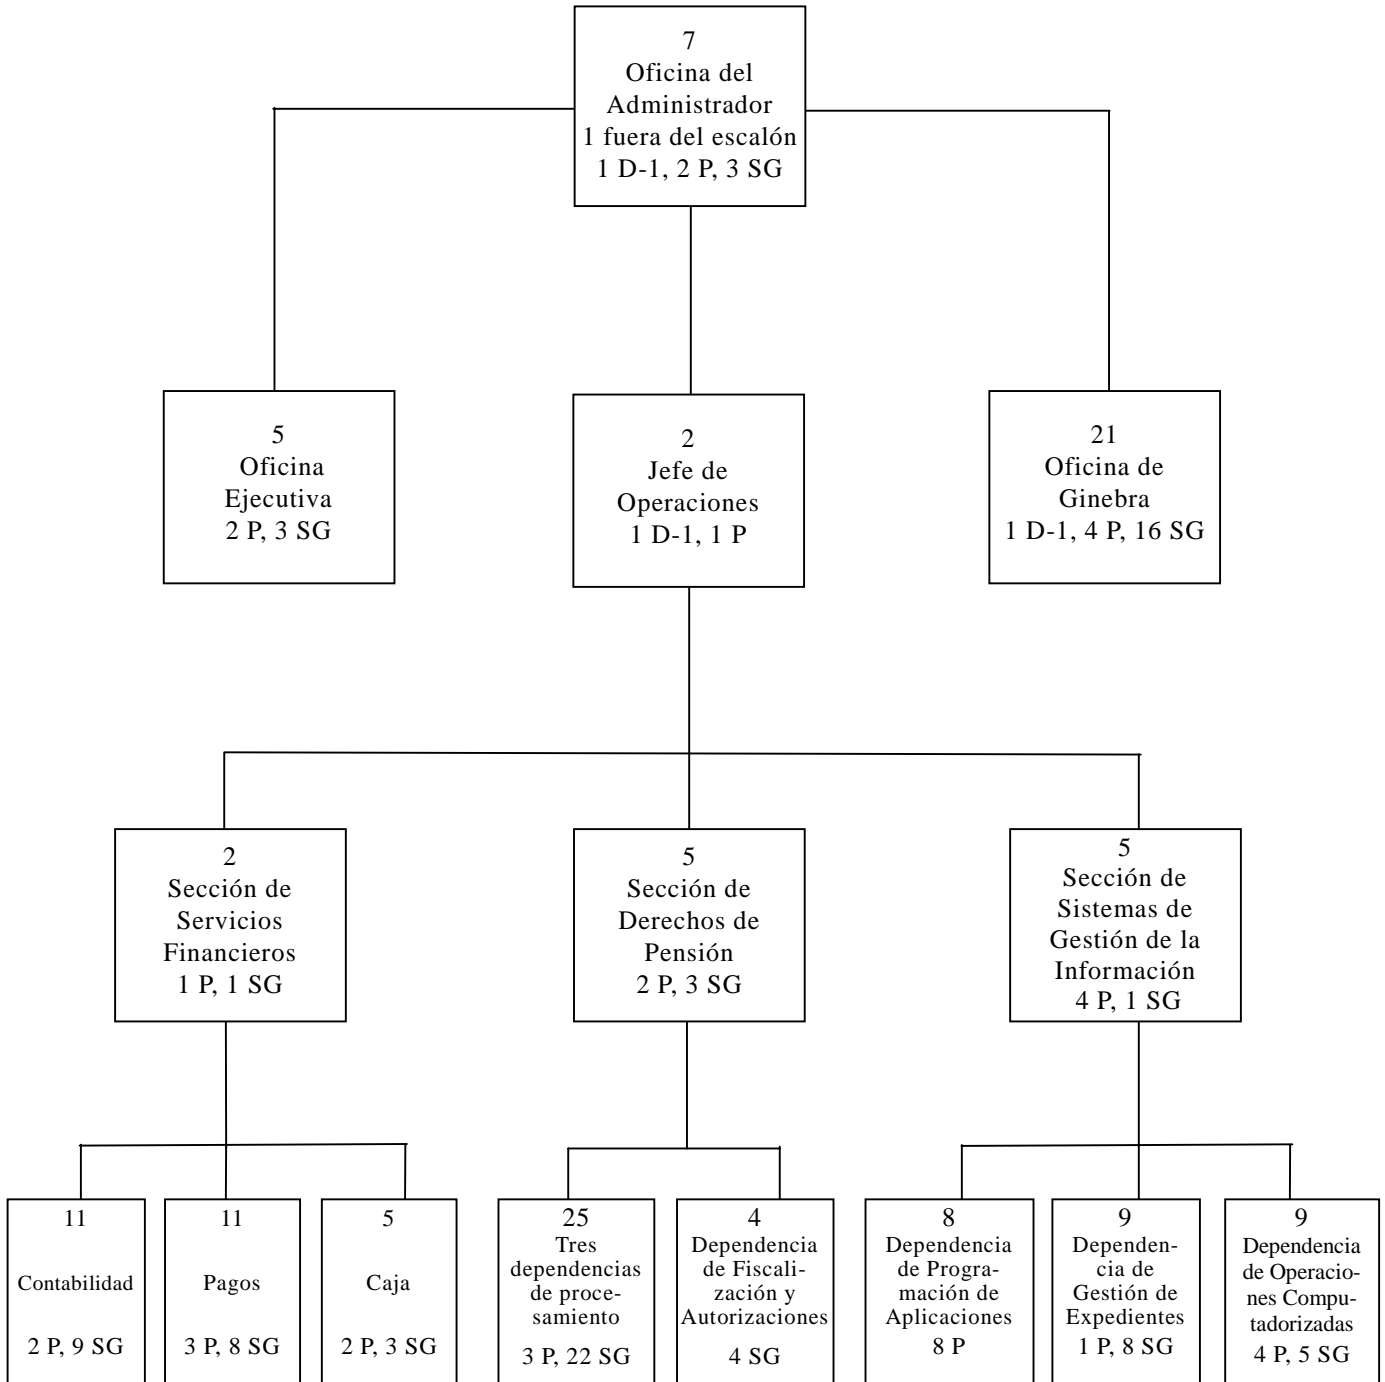 7
Oficina del
Administrador
1 fuera del escalón
1 D-1, 2 P, 3 SG
5
Oficina
Ejecutiva
2 P, 3 SG
2
Jefe de
Operaciones
1 D-1, 1 P
21
Oficina de
Ginebra
1 D-1, 4 P, 16 SG
2
Sección de
Servicios
Financieros
1 P, 1 SG
5
Sección de
Derechos de
Pensión
2 P, 3 SG
5
Sección de
Sistemas de
Gestión de la
Información
4 P, 1 SG
11
Contabilidad
2 P, 9 SG
11
Pagos
3 P, 8 SG
5
Caja
2 P, 3 SG
25
Tres
dependencias
de proce-
samiento
3 P, 22 SG
4
Dependencia
de Fiscali-
zación y
Autorizaciones
4 SG
8
Dependencia
de Progra-
mación de
Aplicaciones
8 P
9
Dependen-
cia de
Gestión de
Expedientes
1 P, 8 SG
9
Dependencia
de Operacio-
nes Compu-
tadorizadas
4 P, 5 SG